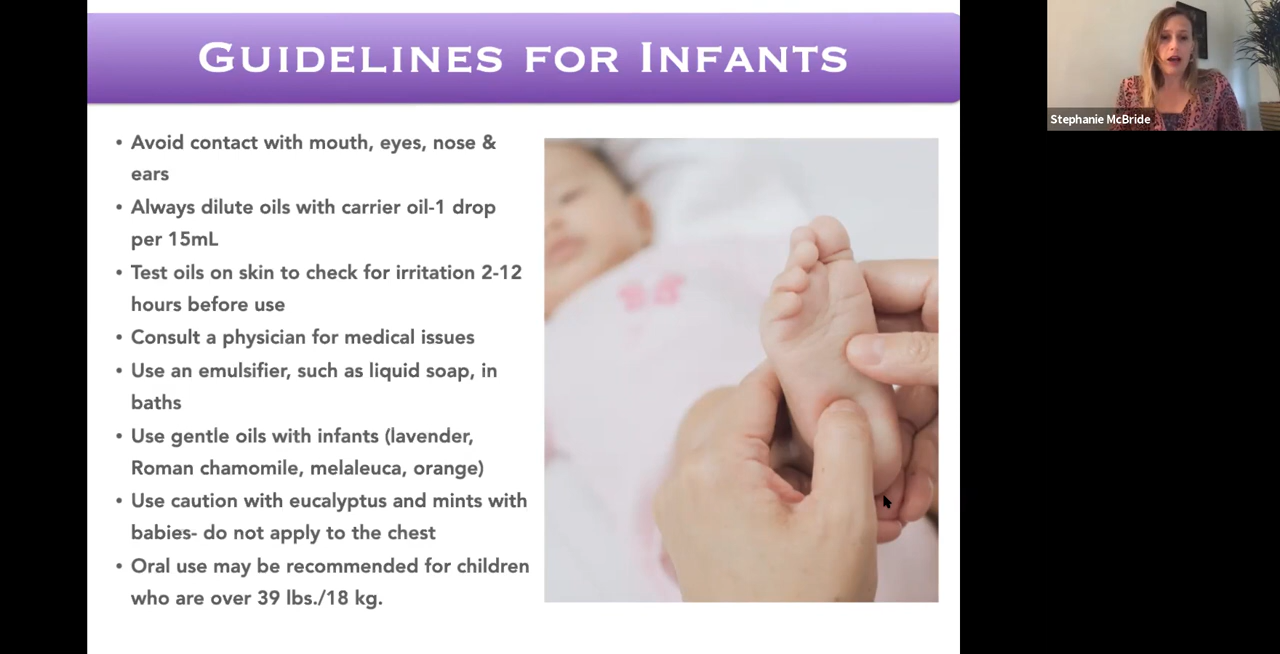 GUIDELINES FOR INFANTS
Stephanie McBride
• Avoid contact with mouth, eyes, nose &
ears
• Always dilute oils with carrier oil-1 drop
per 15mL
• Test oils on skin to check for irritation 2-12
hours before use
• Consult a physician for medical issues
• Use an emulsifier, such as liquid soap, in
baths
• Use gentle oils with infants (lavender,
Roman chamomile, melaleuca, orange)
• Use caution with eucalyptus and mints with
babies- do not apply to the chest
• Oral use may be recommended for children
who are over 39 lbs./18 kg.